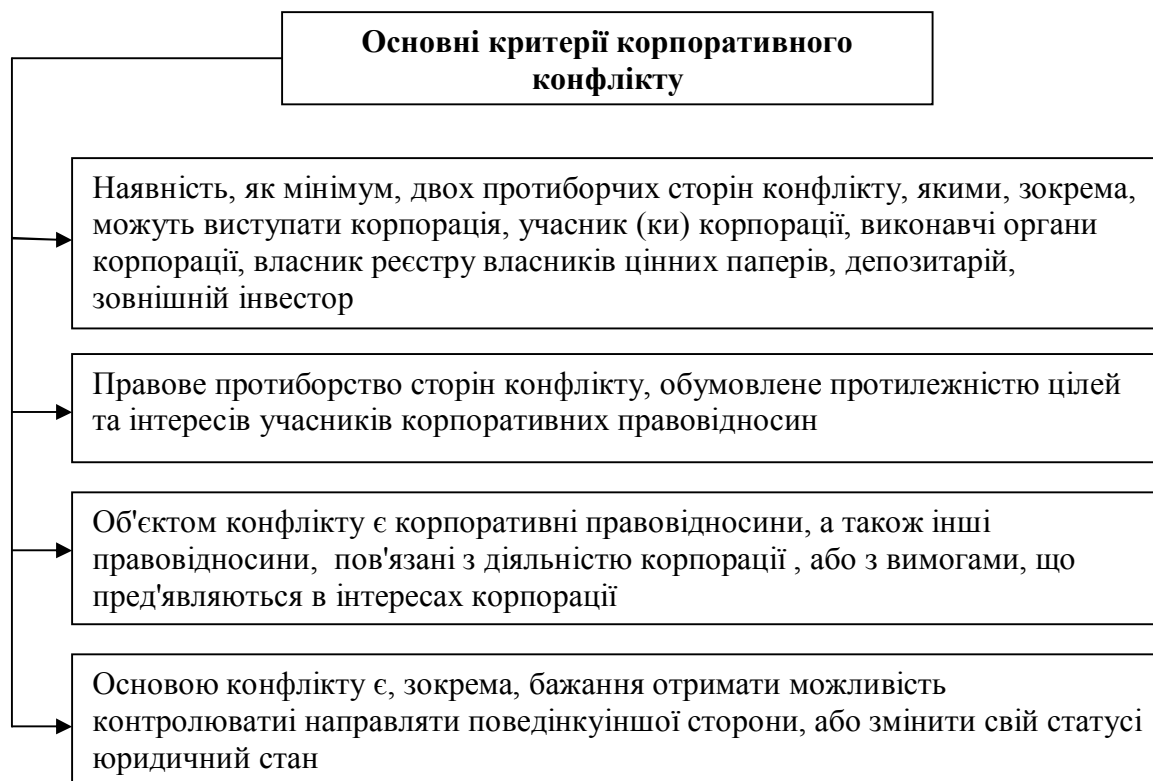 Основні критерії корпоративного
конфлікту
Наявність, як мінімум, двох протиборчих сторін конфлікту, якими, зокрема,
можуть виступати корпорація, учасник (ки) корпорації, виконавчі органи
корпорації, власник реєстру власників цінних паперів, депозитарій,
зовнішній інвестор
Правове протиборство сторін конфлікту, обумовлене протилежністю цілей
та інтересів учасників корпоративних правовідносин
Об'єктом конфлікту є корпоративні правовідносини, а також інші
правовідносини, пов'язані з діяльністю корпорації , або з вимогами, що
пред'являються в інтересах корпорації
Основою конфлікту є, зокрема, бажання отримати можливість
контролюватиі направляти поведінкуіншої сторони, або змінити свій статусі
юридичний стан